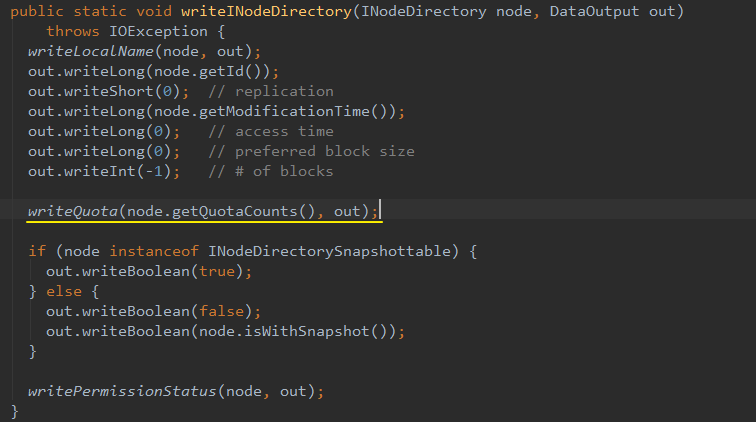 public static void writeINodeDirectory(INodeDirectory node, DataOutput out)
    throws IOException {
  writeLocalName(node, out);
  out.writeLong(node.getId());
  out.writeShort(0);  // replication
  out.writeLong(node.getModificationTime());
  out.writeLong(0);   // access time
  out.writeLong(0);   // preferred block size
  out.writeInt(-1);   // # of blocks

  writeQuota(node.getQuotaCounts(), out);

  if (node instanceof INodeDirectorySnapshottable) {
    out.writeBoolean(true);
  } else {
    out.writeBoolean(false);
    out.writeBoolean(node.isWithSnapshot());
  }

  writePermissionStatus(node, out);
}